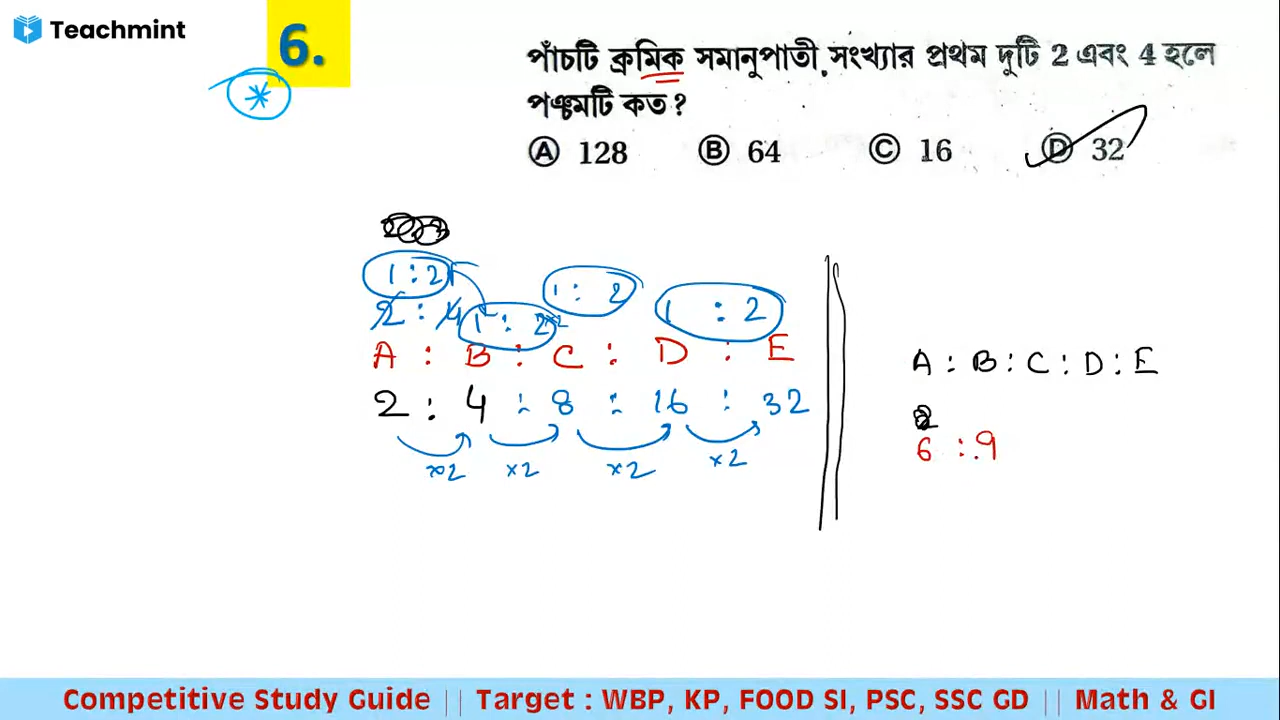 Teachmint
6.
পাঁচটি ক্রমিক সমানুপাতী সংখ্যার প্রথম দুটি 2 এবং 4 হলে
পঞ্চমটি কত ?
A 128 B 64 C 16 D 32
1 : 2
1 : 2
1 : 2
2 : 4
1 : 2
A : B : C : D : E
2 : 4 : 8 : 16 : 32
×2 ×2 ×2 ×2
A : B : C : D : E
6 : 9
Competitive Study Guide || Target : WBP, KP, FOOD SI, PSC, SSC GD || Math & GI